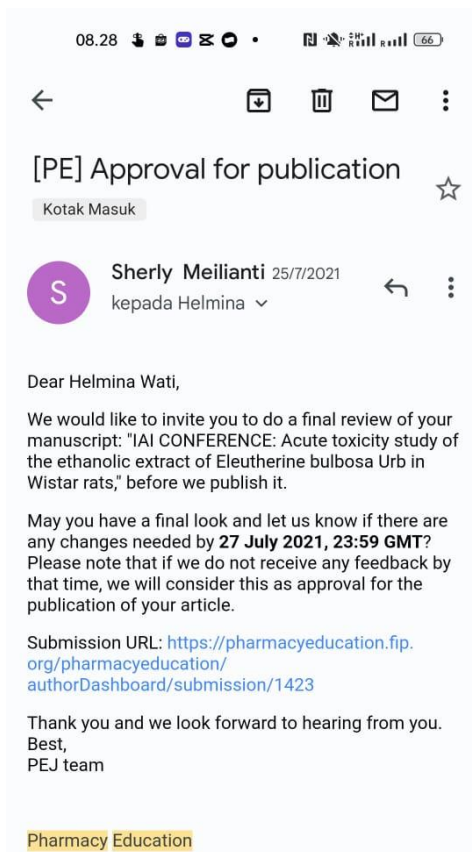 08.28
66
[PE] Approval for publication
Kotak Masuk
S
Sherly Meilianti 25/7/2021
kepada Helmina
Dear Helmina Wati,
We would like to invite you to do a final review of your
manuscript: "IAI CONFERENCE: Acute toxicity study of
the ethanolic extract of Eleutherine bulbosa Urb in
Wistar rats," before we publish it.
May you have a final look and let us know if there are
any changes needed by 27 July 2021, 23:59 GMT?
Please note that if we do not receive any feedback by
that time, we will consider this as approval for the
publication of your article.
Submission URL: https://pharmacyeducation.fip.
org/pharmacyeducation/
authorDashboard/submission/1423
Thank you and we look forward to hearing from you.
Best,
PEJ team
Pharmacy Education